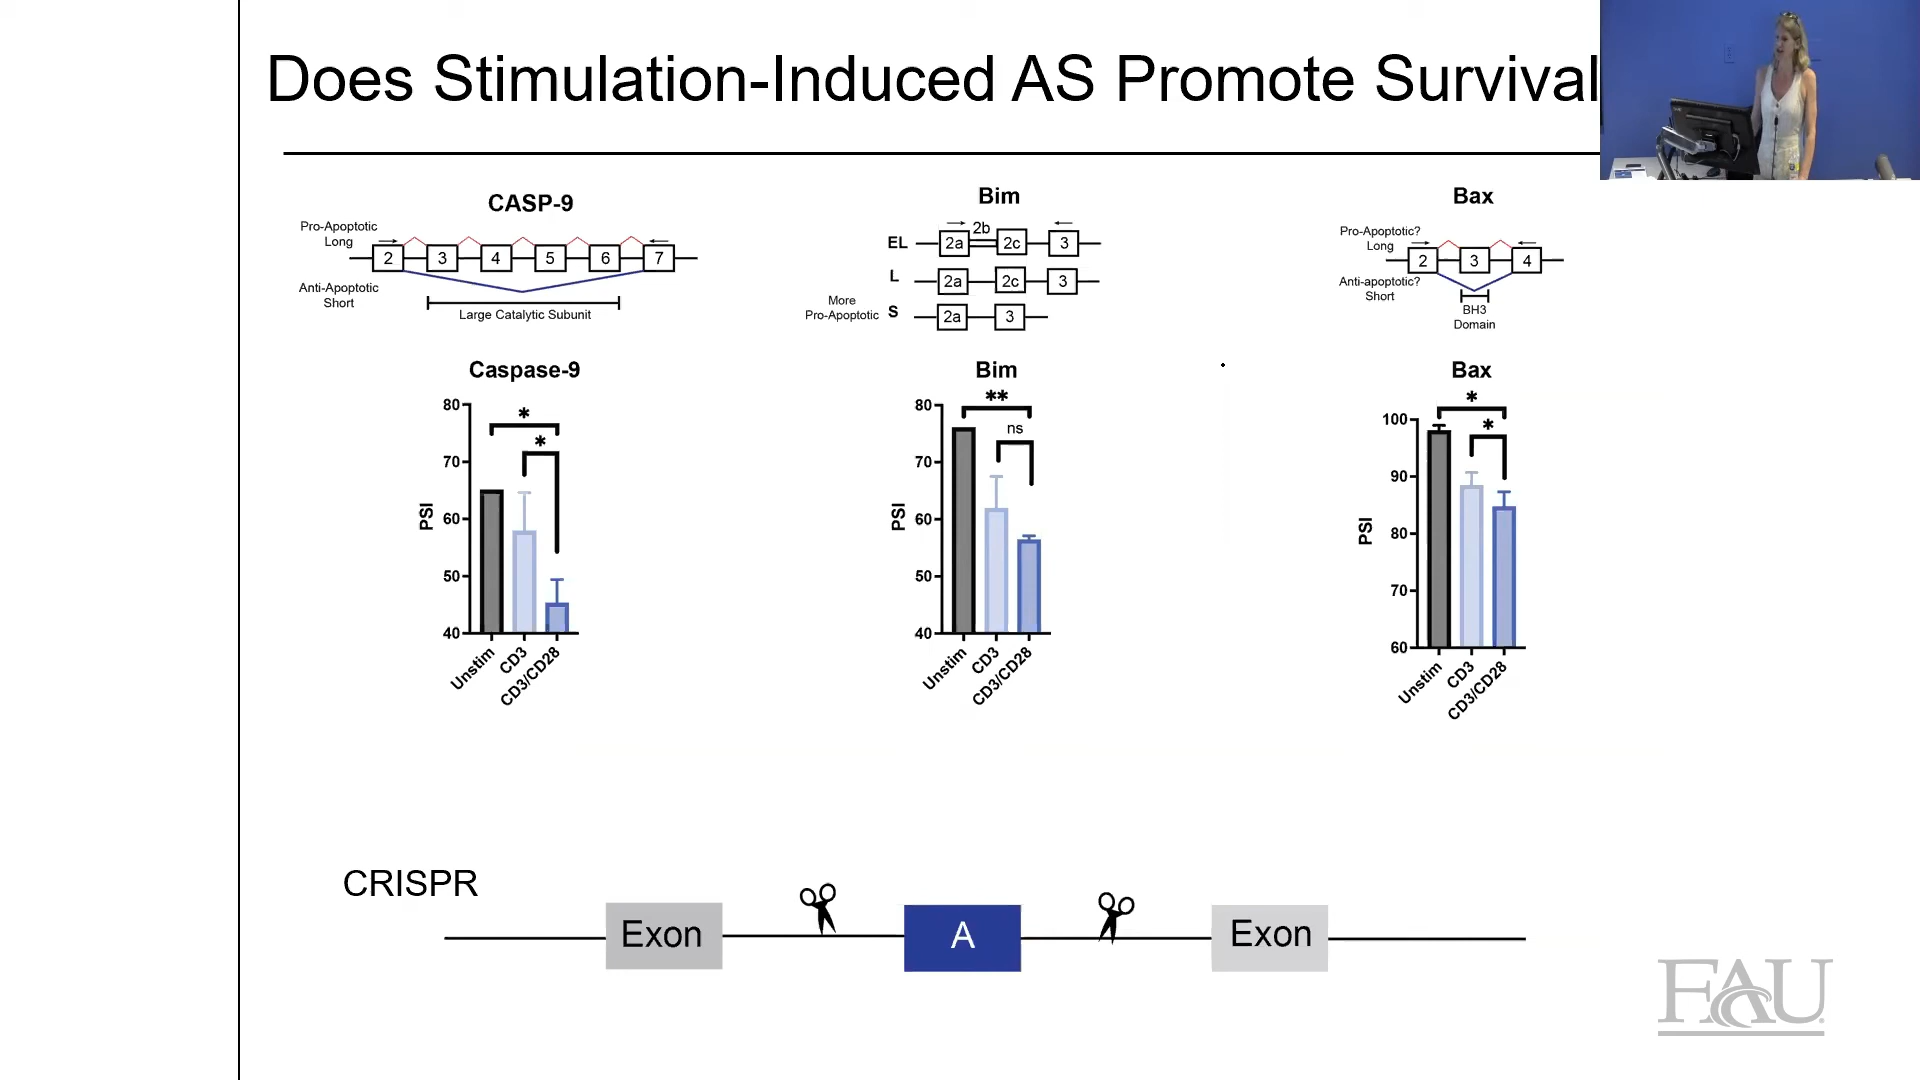 Does Stimulation-Induced AS Promote Survival
CASP-9
Pro-Apoptotic
Long
2 3 4 5 6 7
Anti-Apoptotic
Short
Large Catalytic Subunit
Bim
EL 2a 2b 2c 3
L 2a 2c 3
More
Pro-Apoptotic S 2a 3
Bax
Pro-Apoptotic?
Long
2 3 4
Anti-apoptotic?
Short
BH3
Domain
Caspase-9
80
70
60
50
40
PSI
* 
*
Unstim
CD3
CD3/CD28
Bim
80
70
60
50
40
PSI
**
ns
Unstim
CD3
CD3/CD28
Bax
100
90
80
70
60
PSI
*
*
Unstim
CD3
CD3/CD28
CRISPR
Exon A Exon
FAU